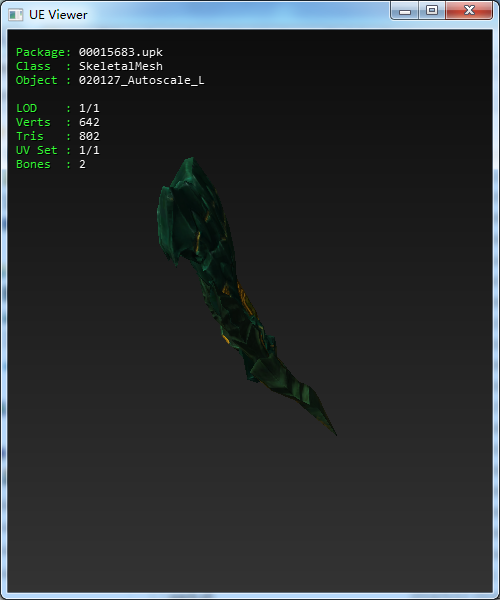 UE Viewer
Package: 00015683.upk
Class  : SkeletalMesh
Object : 020127_Autoscale_L
LOD    : 1/1
Verts  : 642
Tris   : 802
UV Set : 1/1
Bones  : 2